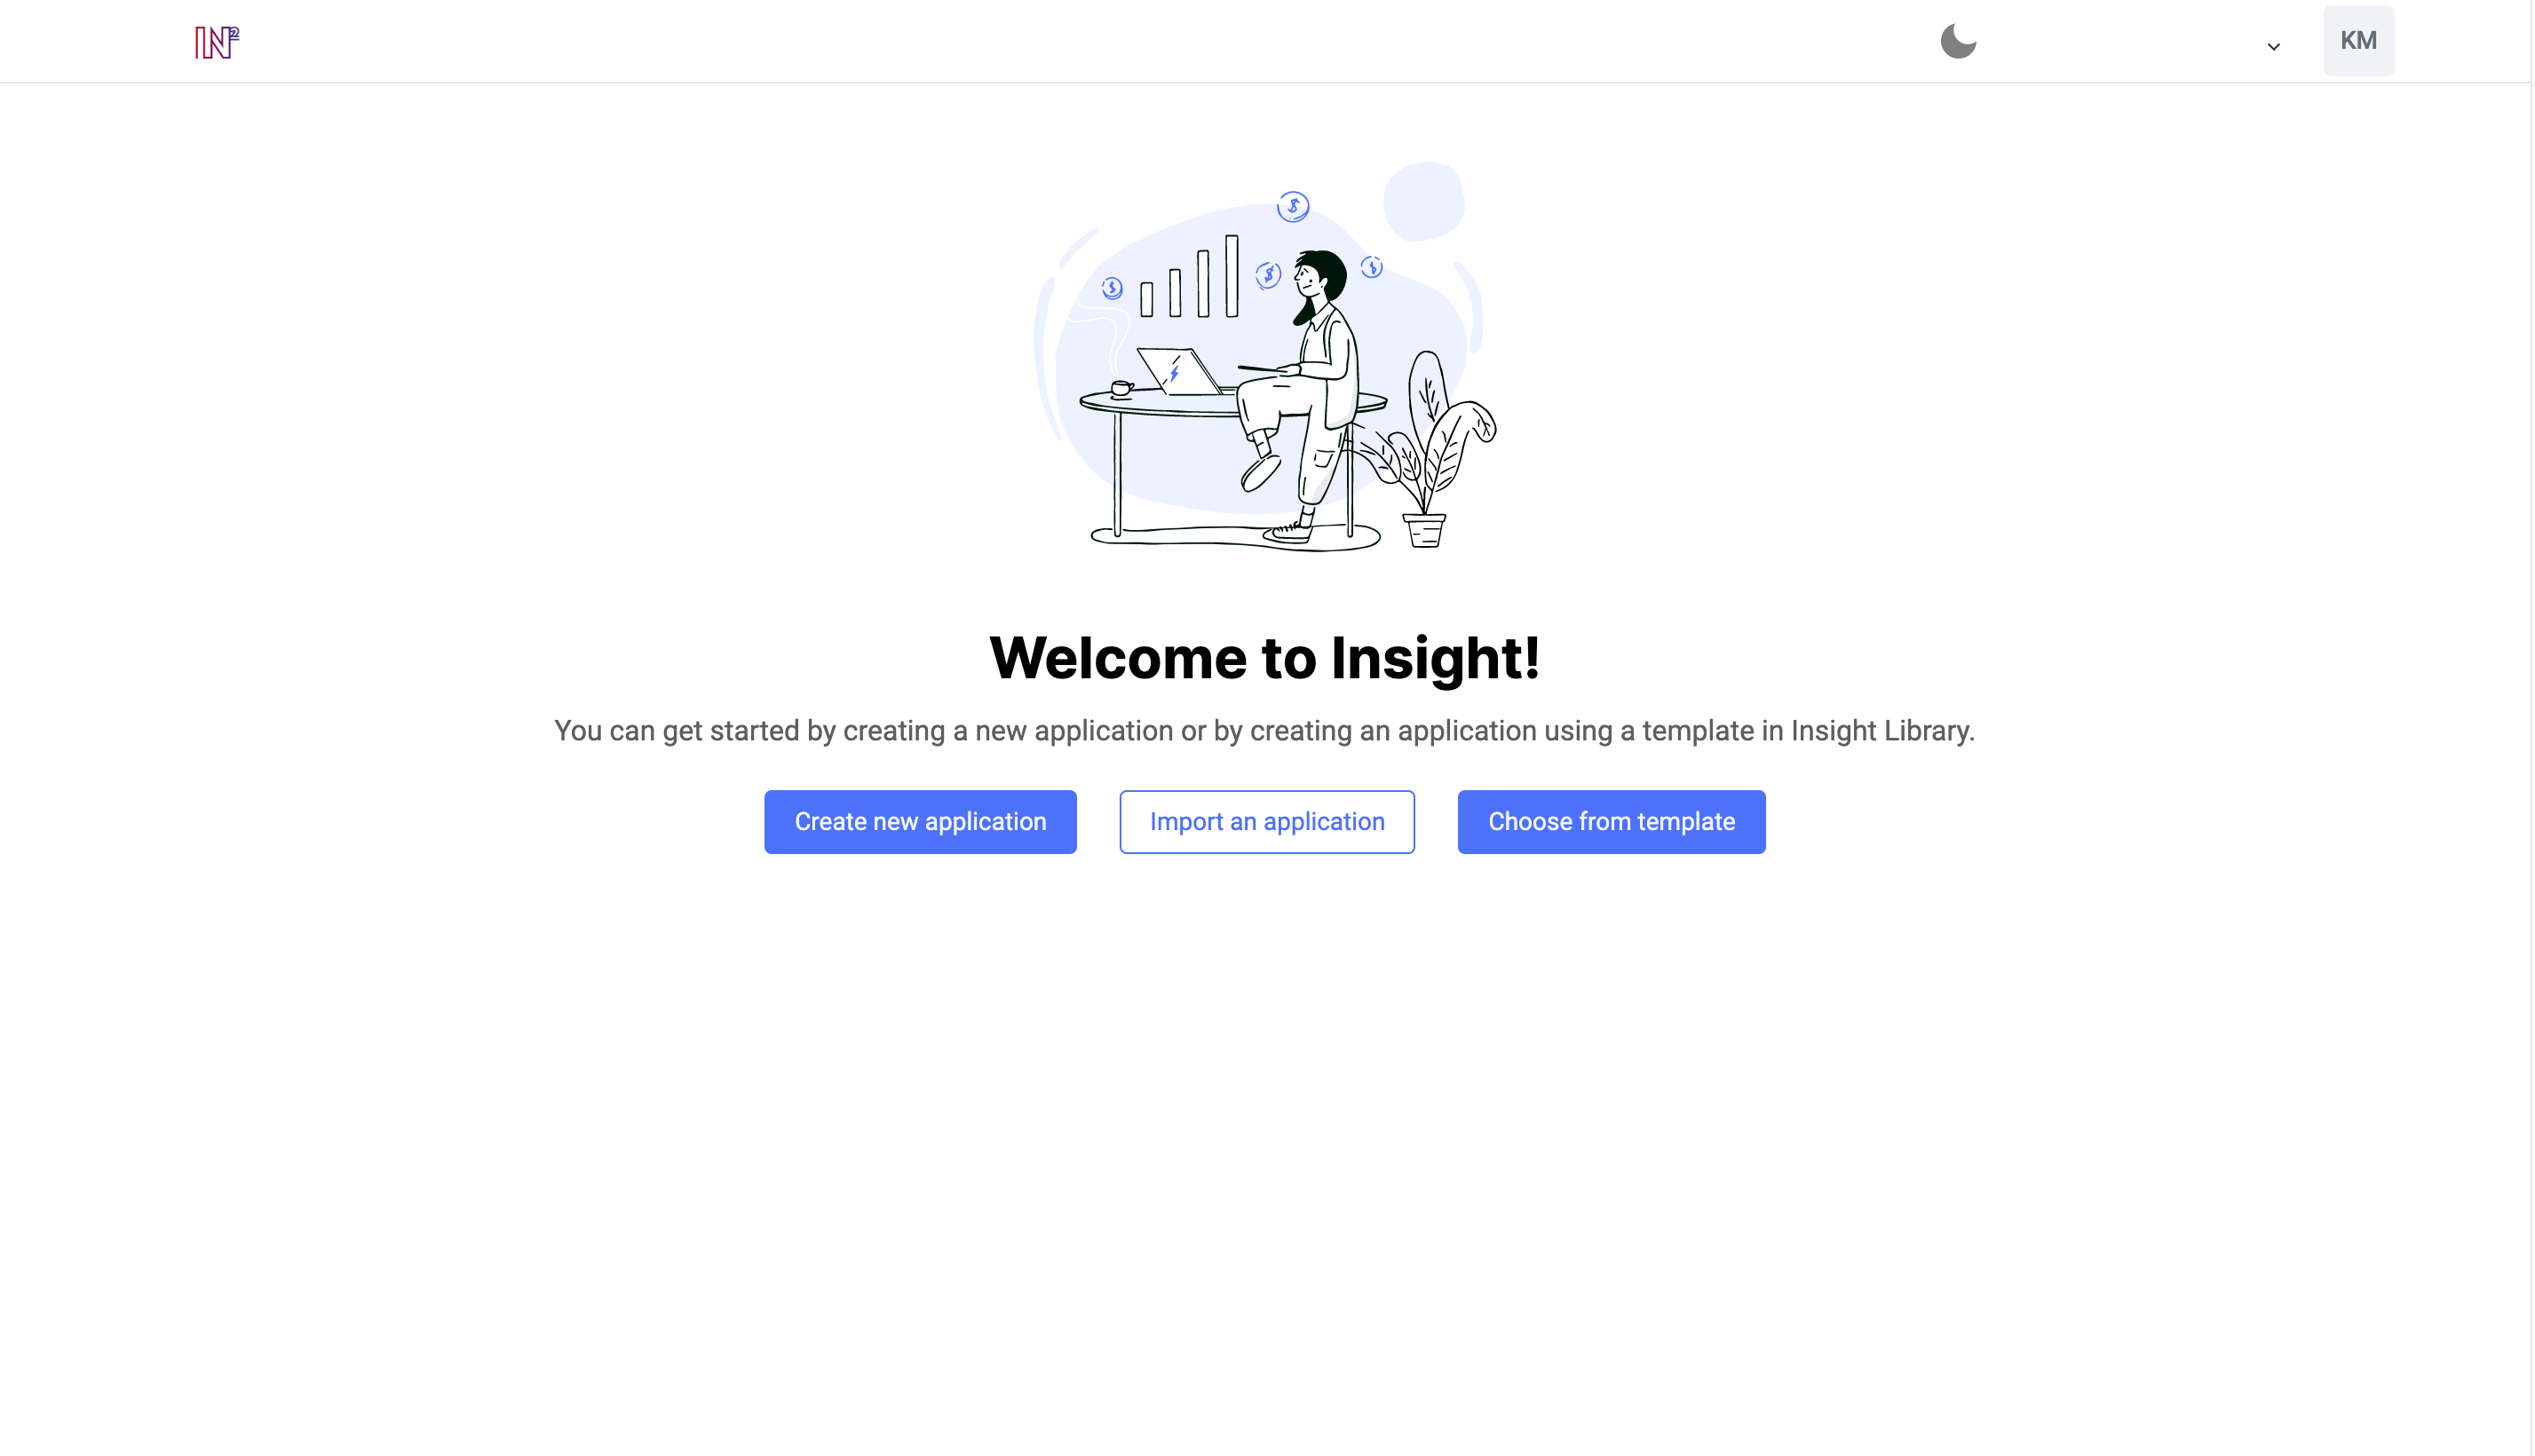 IN²
KM
Welcome to Insight!
You can get started by creating a new application or by creating an application using a template in Insight Library.
Create new application
Import an application
Choose from template